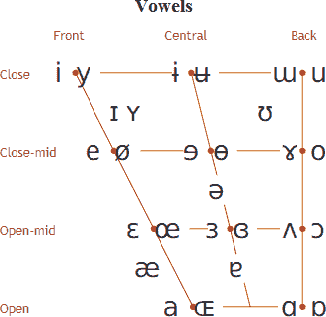 Vowels
Front Central Back
Close i y ɨ ʉ ɯ u
ɪ ʏ ʊ
Close-mid e ø ɘ ɵ ɤ o
ə
Open-mid ɛ œ ɜ ɞ ʌ ɔ
æ ɐ
Open a ɶ ɑ ɒ